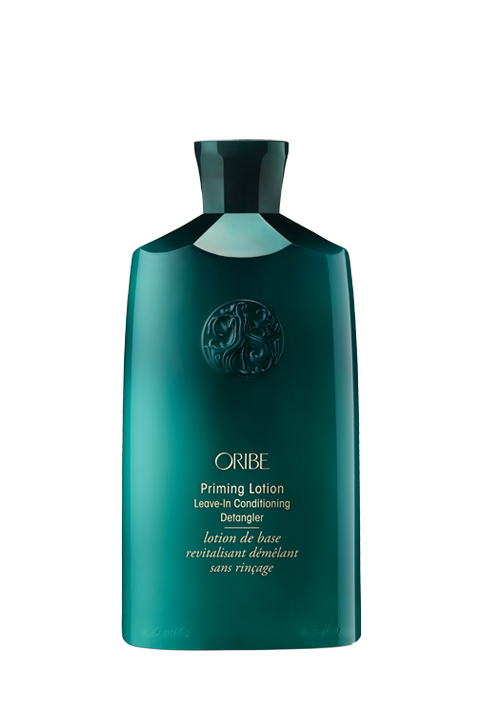 ORIBE
Priming Lotion
Leave-In Conditioning
Detangler
lotion de base
revitalisant démêlant
sans rinçage